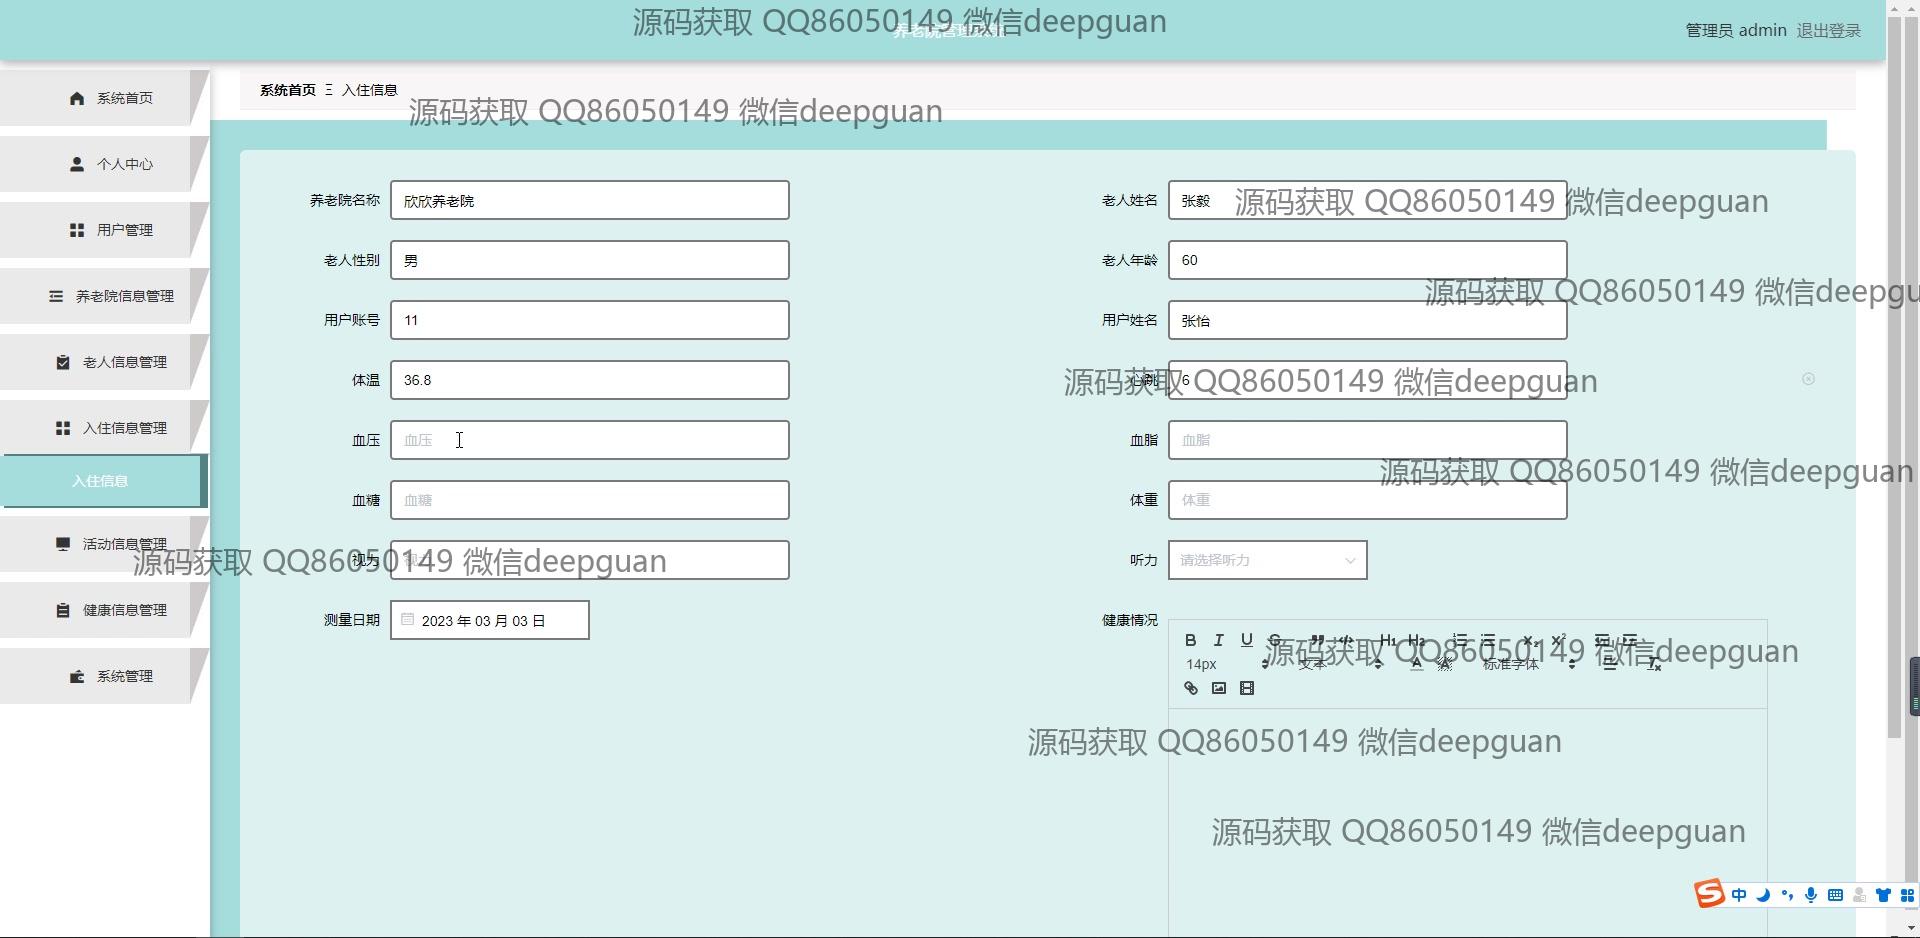 源码获取 QQ86050149 微信deepguan
养老院管理系统
管理员 admin 退出登录
系统首页 Ξ 入住信息
源码获取 QQ86050149 微信deepguan
系统首页
个人中心
用户管理
养老院信息管理
老人信息管理
入住信息管理
入住信息
活动信息管理
健康信息管理
系统管理
养老院名称 欣欣养老院
老人姓名 张毅
源码获取 QQ86050149 微信deepguan
老人性别 男
老人年龄 60
源码获取 QQ86050149 微信deepgu
用户账号 11
用户姓名 张怡
体温 36.8
心跳 6
源码获取 QQ86050149 微信deepguan
血压 血压
血脂 血脂
源码获取 QQ86050149 微信deepguan
血糖 血糖
体重 体重
源码获取 QQ86050149 微信deepguan
视力
听力 请选择听力
测量日期 2023 年 03 月 03 日
健康情况
B I U S H1 H2
源码获取 QQ86050149 微信deepguan
14px 文本 标准字体
源码获取 QQ86050149 微信deepguan
源码获取 QQ86050149 微信deepguan
中